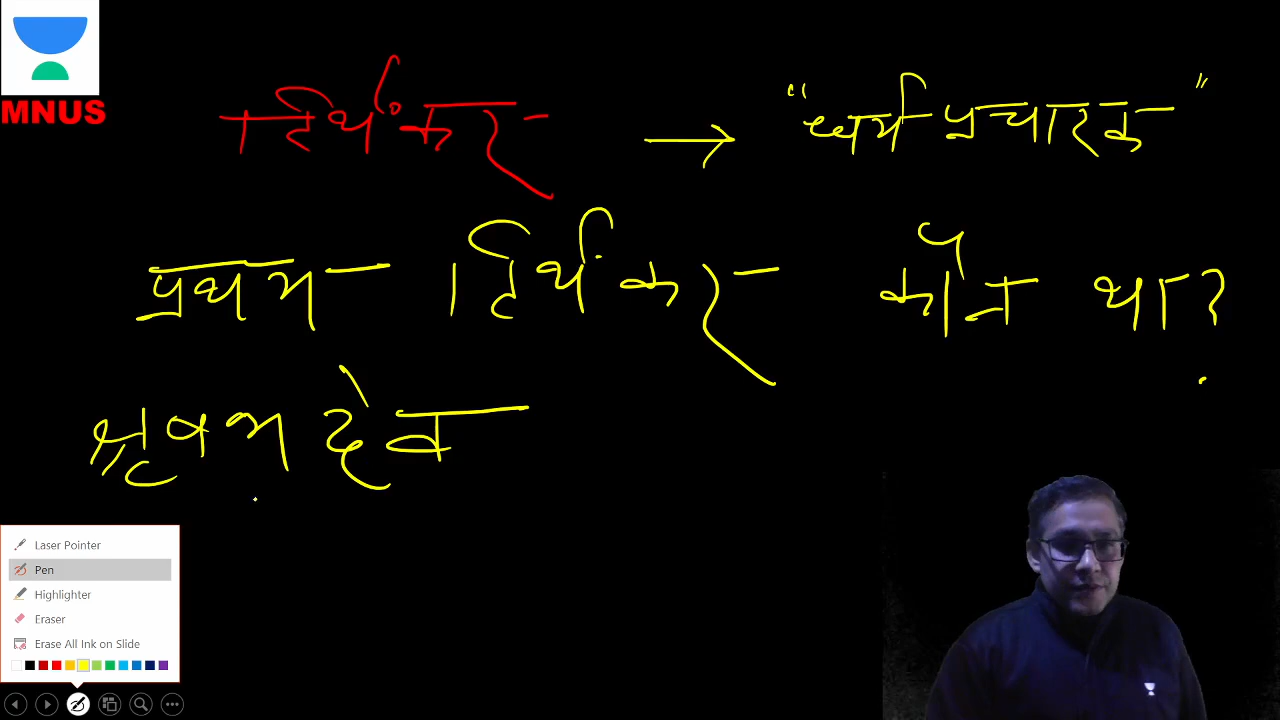 MNUS
तिर्थंकर → "धर्म प्रचारक"
प्रथम तिर्थंकर कौन था?
ऋषभ देव
Laser Pointer
Pen
Highlighter
Eraser
Erase All Ink on Slide